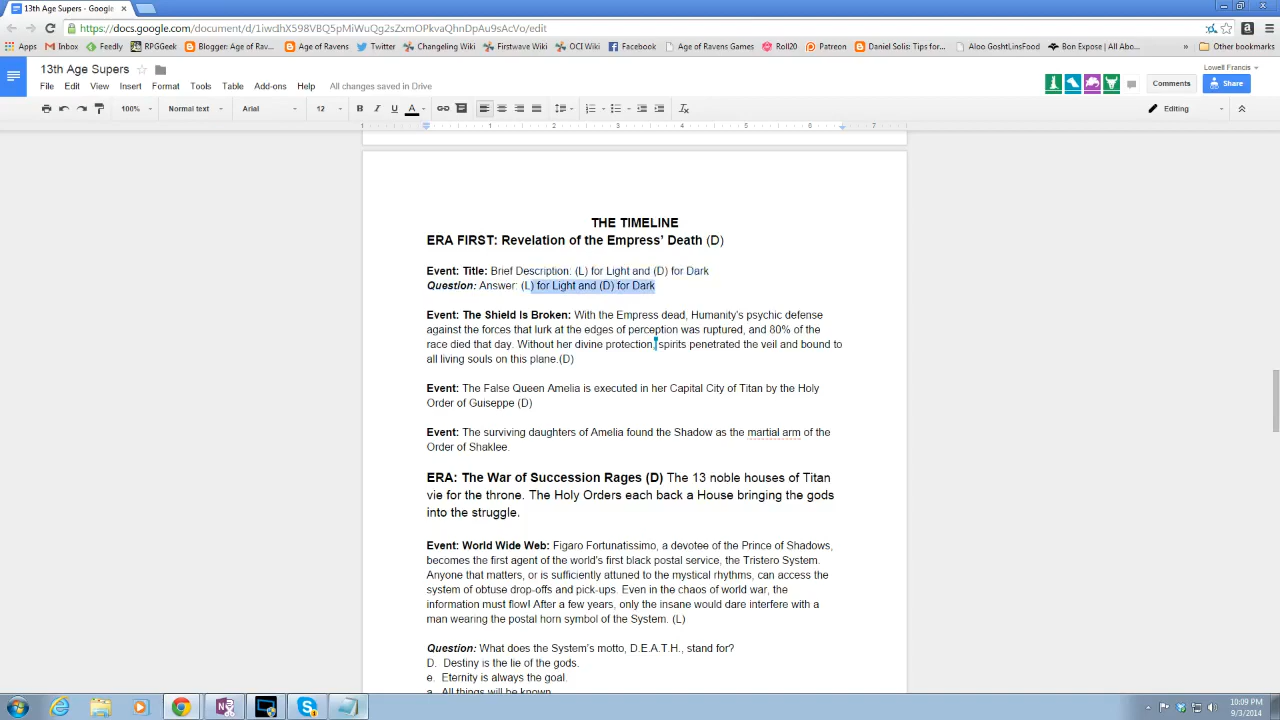 13th Age Supers - Google
https://docs.google.com/document/d/1iwcdhX598VBQ5pMiWuQg2sZxmOPkvaQhnDpAu9sAcVo/edit
Apps Inbox Feedly RPGGeek Blogger: Age of Rav... Age of Ravens Twitter Changeling Wiki Firstwave Wiki OCI Wiki Facebook Age of Ravens Games Roll20 Patreon Daniel Solis: Tips for... Aloo GoshtLinsFood Bon Expose | All Abo... » Other bookmarks
13th Age Supers
Lowell Francis
File Edit View Insert Format Tools Table Add-ons Help All changes saved in Drive
Comments Share
100% Normal text Arial 12 B I U A Editing
1 1 2 3 4 5 6 7
THE TIMELINE
ERA FIRST: Revelation of the Empress’ Death (D)
Event: Title: Brief Description: (L) for Light and (D) for Dark
Question: Answer: (L) for Light and (D) for Dark
Event: The Shield Is Broken: With the Empress dead, Humanity's psychic defense
against the forces that lurk at the edges of perception was ruptured, and 80% of the
race died that day. Without her divine protection, spirits penetrated the veil and bound to
all living souls on this plane.(D)
Event: The False Queen Amelia is executed in her Capital City of Titan by the Holy
Order of Guiseppe (D)
Event: The surviving daughters of Amelia found the Shadow as the martial arm of the
Order of Shaklee.
ERA: The War of Succession Rages (D) The 13 noble houses of Titan
vie for the throne. The Holy Orders each back a House bringing the gods
into the struggle.
Event: World Wide Web: Figaro Fortunatissimo, a devotee of the Prince of Shadows,
becomes the first agent of the world's first black postal service, the Tristero System.
Anyone that matters, or is sufficiently attuned to the mystical rhythms, can access the
system of obtuse drop-offs and pick-ups. Even in the chaos of world war, the
information must flow! After a few years, only the insane would dare interfere with a
man wearing the postal horn symbol of the System. (L)
Question: What does the System's motto, D.E.A.T.H., stand for?
D. Destiny is the lie of the gods.
e. Eternity is always the goal.
a. All things will be known.
10:09 PM
9/3/2014